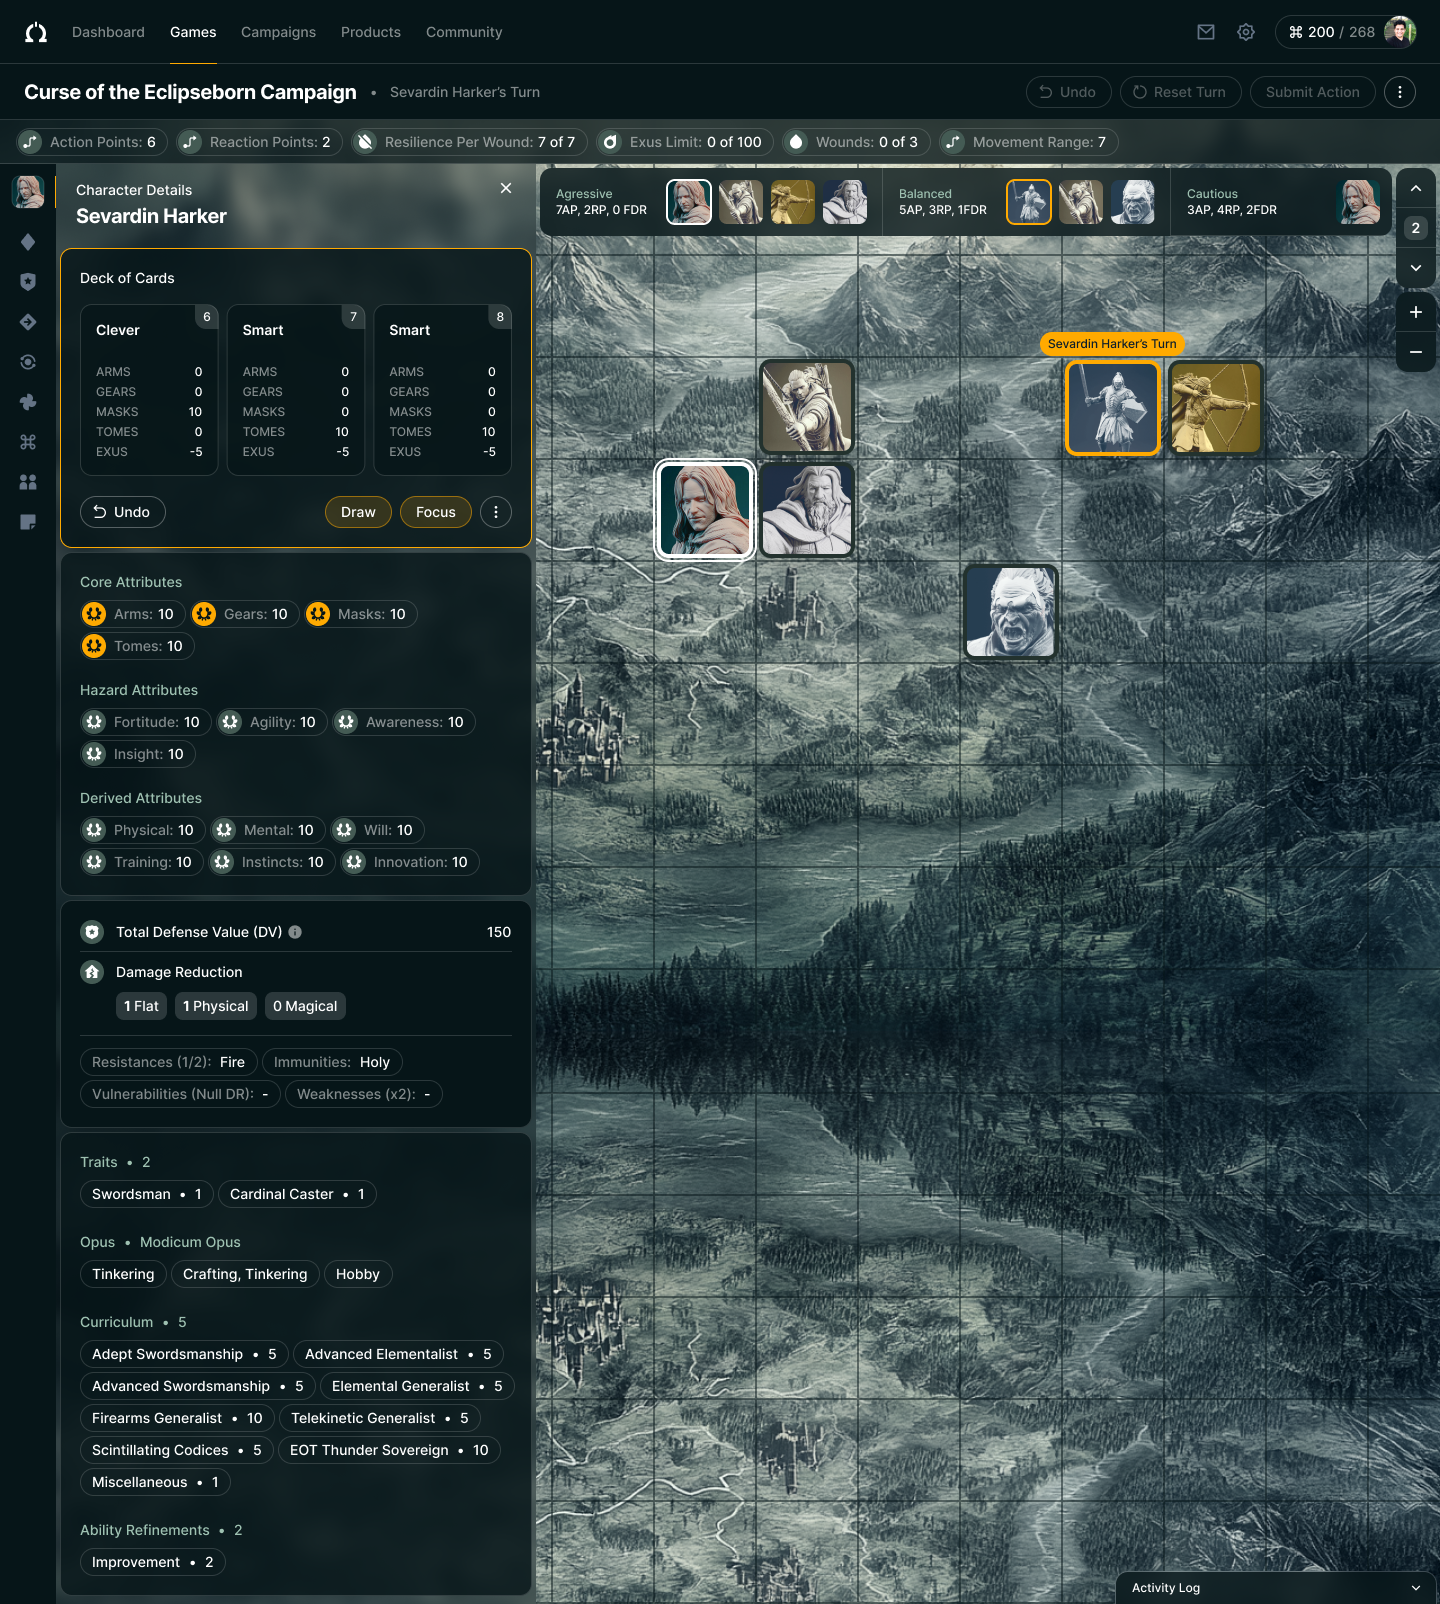 Dashboard Games Campaigns Products Community ⌘ 200 / 268
Curse of the Eclipseborn Campaign • Sevardin Harker's Turn Undo Reset Turn Submit Action
Action Points: 6 Reaction Points: 2 Resilience Per Wound: 7 of 7 Exus Limit: 0 of 100 Wounds: 0 of 3 Movement Range: 7
Character Details
Sevardin Harker
Deck of Cards
6 7 8
Clever Smart Smart
ARMS 0 ARMS 0 ARMS 0
GEARS 0 GEARS 0 GEARS 0
MASKS 10 MASKS 0 MASKS 0
TOMES 0 TOMES 10 TOMES 10
EXUS -5 EXUS -5 EXUS -5
Undo Draw Focus
Core Attributes
Arms: 10 Gears: 10 Masks: 10
Tomes: 10
Hazard Attributes
Fortitude: 10 Agility: 10 Awareness: 10
Insight: 10
Derived Attributes
Physical: 10 Mental: 10 Will: 10
Training: 10 Instincts: 10 Innovation: 10
Total Defense Value (DV) 150
Damage Reduction
1 Flat 1 Physical 0 Magical
Resistances (1/2): Fire Immunities: Holy
Vulnerabilities (Null DR): - Weaknesses (x2): -
Traits • 2
Swordsman • 1 Cardinal Caster • 1
Opus • Modicum Opus
Tinkering Crafting, Tinkering Hobby
Curriculum • 5
Adept Swordsmanship • 5 Advanced Elementalist • 5
Advanced Swordsmanship • 5 Elemental Generalist • 5
Firearms Generalist • 10 Telekinetic Generalist • 5
Scintillating Codices • 5 EOT Thunder Sovereign • 10
Miscellaneous • 1
Ability Refinements • 2
Improvement • 2
Agressive Balanced Cautious
7AP, 2RP, 0 FDR 5AP, 3RP, 1FDR 3AP, 4RP, 2FDR
2
Sevardin Harker's Turn
Activity Log